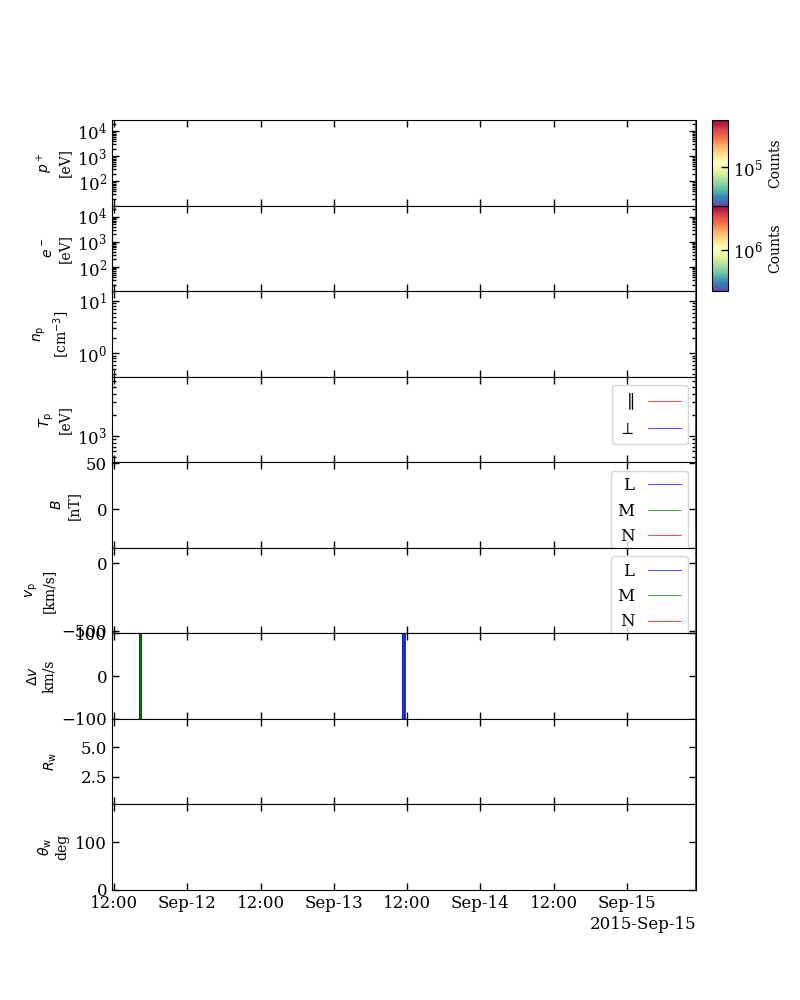 10⁴
10³
10²
p⁺
[eV]
10⁵
Counts
10⁴
10³
10²
e⁻
[eV]
10⁶
Counts
10¹
10⁰
nₚ
[cm⁻³]
10³
Tₚ
[eV]
∥
⊥
50
0
B
[nT]
L
M
N
0
−500
vₚ
[km/s]
L
M
N
100
0
−100
Δv
km/s
5.0
2.5
R_w
100
0
θ_w
deg
12:00 Sep-12 12:00 Sep-13 12:00 Sep-14 12:00 Sep-15
2015-Sep-15